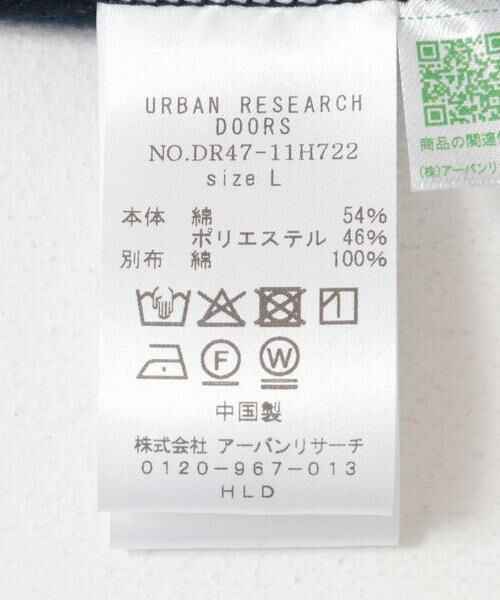 URBAN RESEARCH
DOORS
NO.DR47-11H722
size L
本体 綿 54%
ポリエステル 46%
別布 綿 100%
F W
中国製
株式会社 アーバンリサーチ
0120-967-013
HLD
商品の関連
(株)アーバンリ